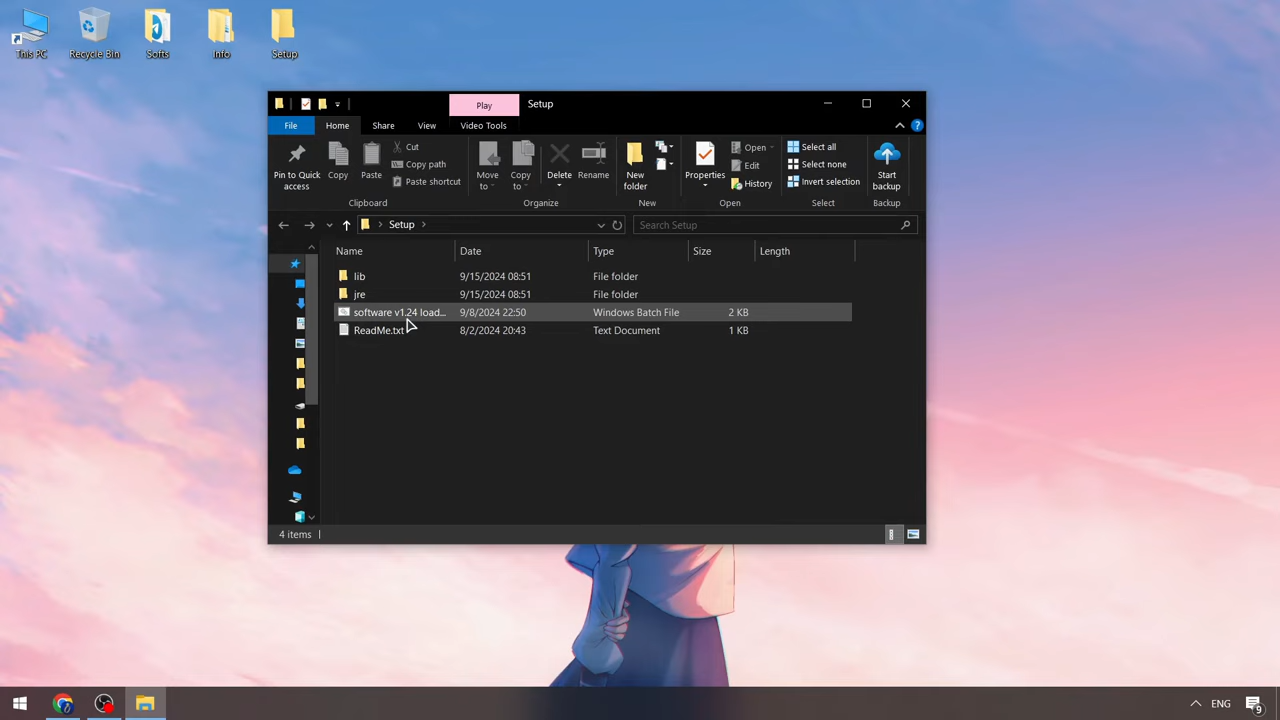 This PC
Recycle Bin
Softs
Info
Setup
Play
Setup
File
Home
Share
View
Video Tools
Pin to Quick access
Copy
Paste
Cut
Copy path
Paste shortcut
Clipboard
Move to
Copy to
Delete
Rename
Organize
New folder
New
Properties
Open
Edit
History
Open
Select all
Select none
Invert selection
Select
Start backup
Backup
Setup
Search Setup
Name
Date
Type
Size
Length
lib 9/15/2024 08:51 File folder
jre 9/15/2024 08:51 File folder
software v1.24 load... 9/8/2024 22:50 Windows Batch File 2 KB
ReadMe.txt 8/2/2024 20:43 Text Document 1 KB
4 items
ENG
9